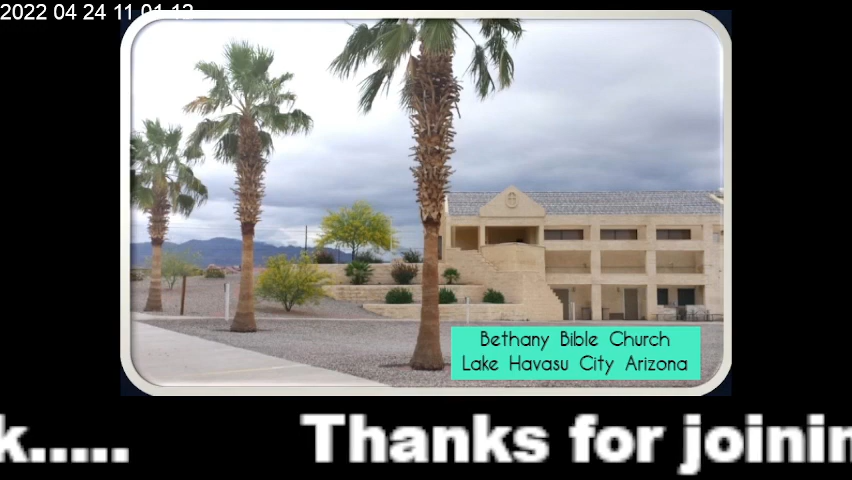 2022 04 24 11 01 12
Bethany Bible Church
Lake Havasu City Arizona
k..... Thanks for joinin